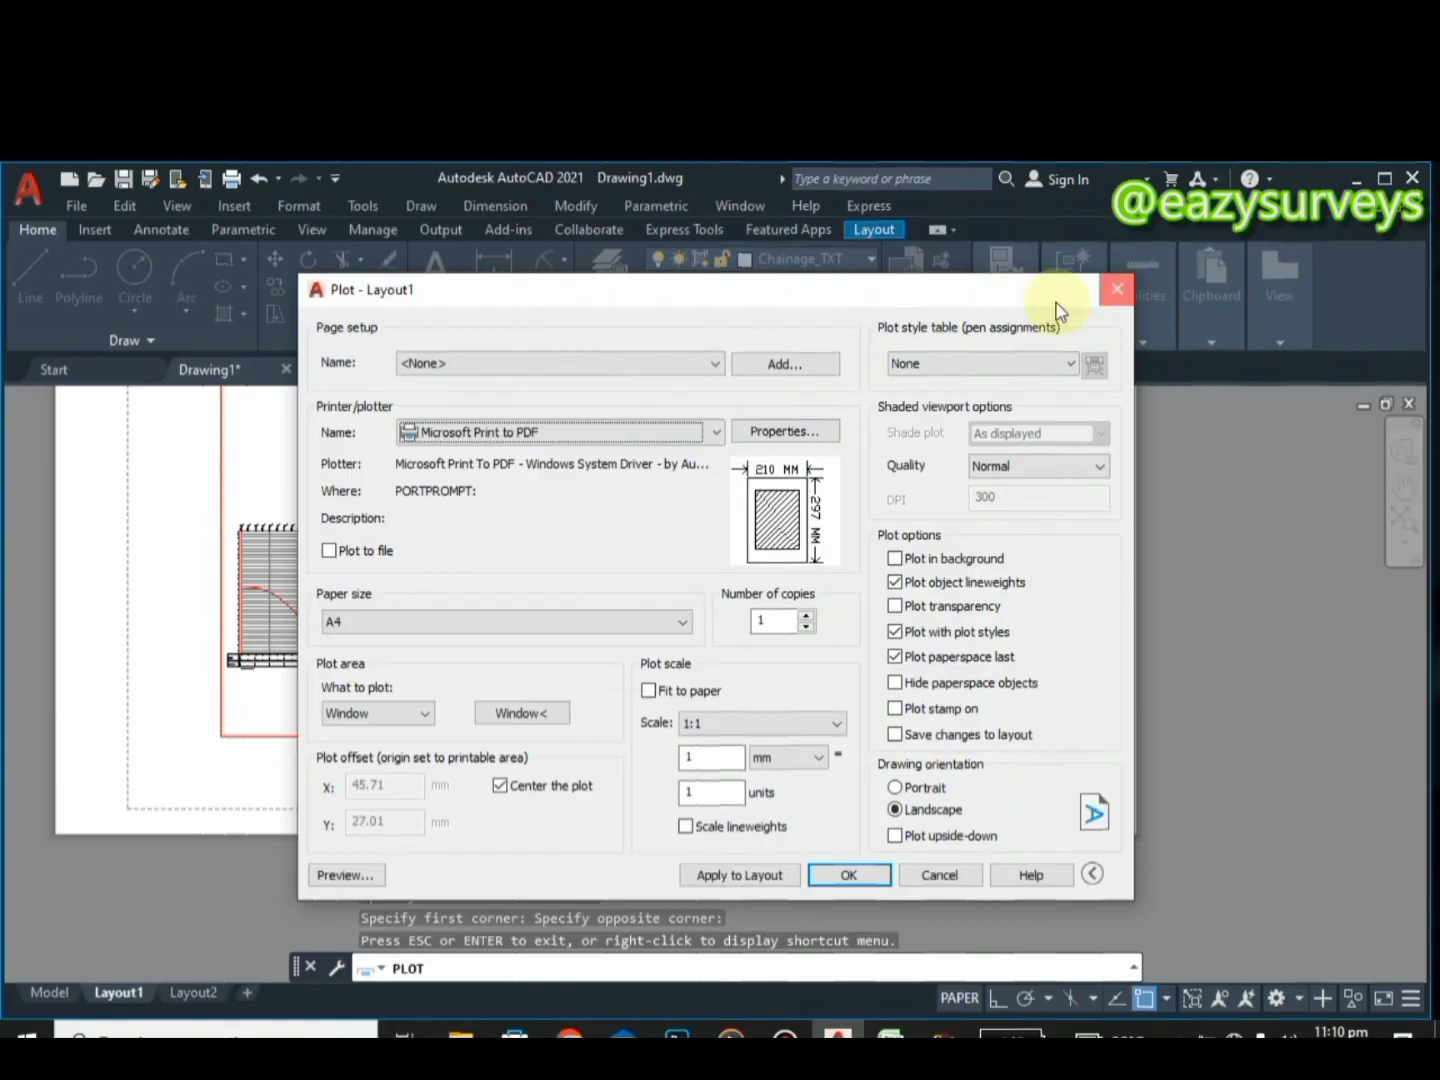 @eazysurveys
Autodesk AutoCAD 2021 Drawing1.dwg
Type a keyword or phrase
Sign In
File Edit View Insert Format Tools Draw Dimension Modify Parametric Window Help Express
Home Insert Annotate Parametric View Manage Output Add-ins Collaborate Express Tools Featured Apps Layout
Chainage_TXT
Line Polyline Circle Arc
Clipboard View
Draw
Start Drawing1*
Plot - Layout1
Page setup
Name: <None> Add...
Plot style table (pen assignments)
None
Printer/plotter
Name: Microsoft Print to PDF Properties...
Plotter: Microsoft Print To PDF - Windows System Driver - by Au...
Where: PORTPROMPT:
Description:
Plot to file
210 MM
297 MM
Shaded viewport options
Shade plot As displayed
Quality Normal
DPI 300
Paper size
A4
Number of copies
1
Plot area
What to plot:
Window Window<
Plot scale
Fit to paper
Scale: 1:1
1 mm =
1 units
Scale lineweights
Plot offset (origin set to printable area)
X: 45.71 mm Center the plot
Y: 27.01 mm
Plot options
Plot in background
Plot object lineweights
Plot transparency
Plot with plot styles
Plot paperspace last
Hide paperspace objects
Plot stamp on
Save changes to layout
Drawing orientation
Portrait
Landscape
Plot upside-down
A
Preview... Apply to Layout OK Cancel Help
Specify first corner: Specify opposite corner:
Press ESC or ENTER to exit, or right-click to display shortcut menu.
PLOT
Model Layout1 Layout2 +
PAPER
11:10 pm